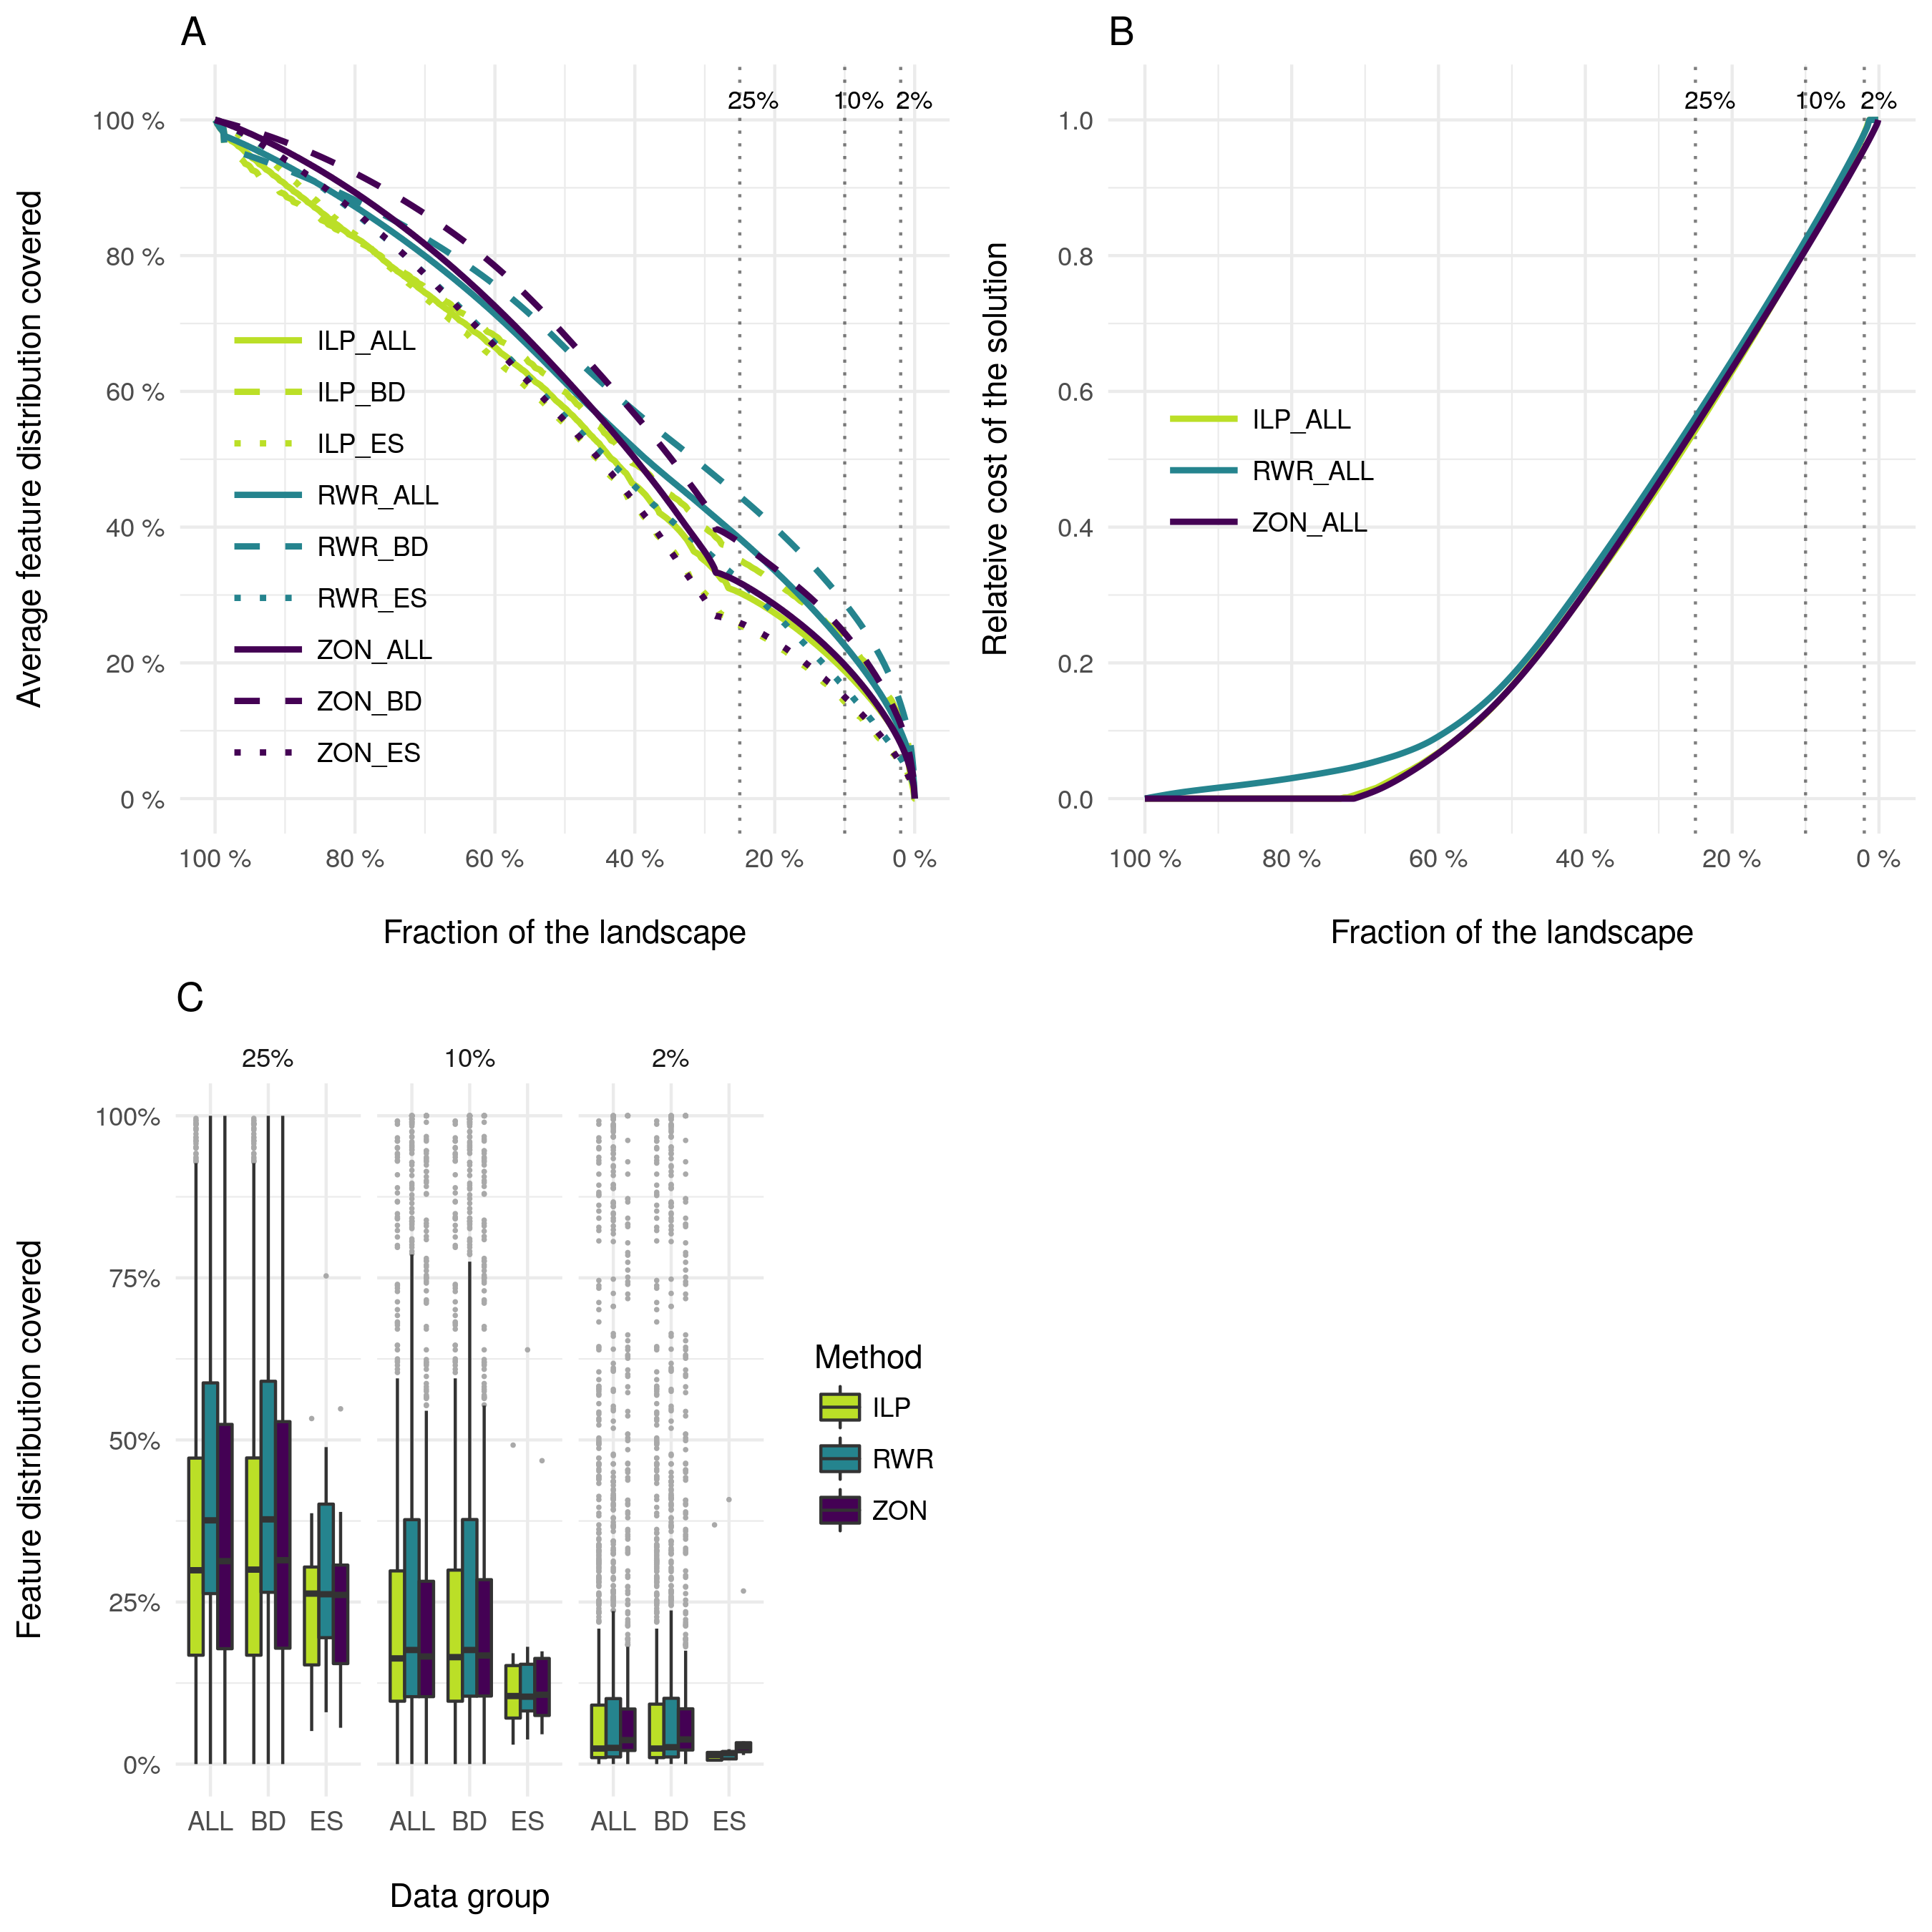 A
25%
10%
2%
100 %
80 %
60 %
40 %
20 %
0 %
Average feature distribution covered
ILP_ALL
ILP_BD
ILP_ES
RWR_ALL
RWR_BD
RWR_ES
ZON_ALL
ZON_BD
ZON_ES
100 %
80 %
60 %
40 %
20 %
0 %
Fraction of the landscape
B
25%
10%
2%
1.0
0.8
0.6
0.4
0.2
0.0
Relateive cost of the solution
ILP_ALL
RWR_ALL
ZON_ALL
100 %
80 %
60 %
40 %
20 %
0 %
Fraction of the landscape
C
25%
10%
2%
100%
75%
50%
25%
0%
Feature distribution covered
ALL BD ES
ALL BD ES
ALL BD ES
Data group
Method
ILP
RWR
ZON